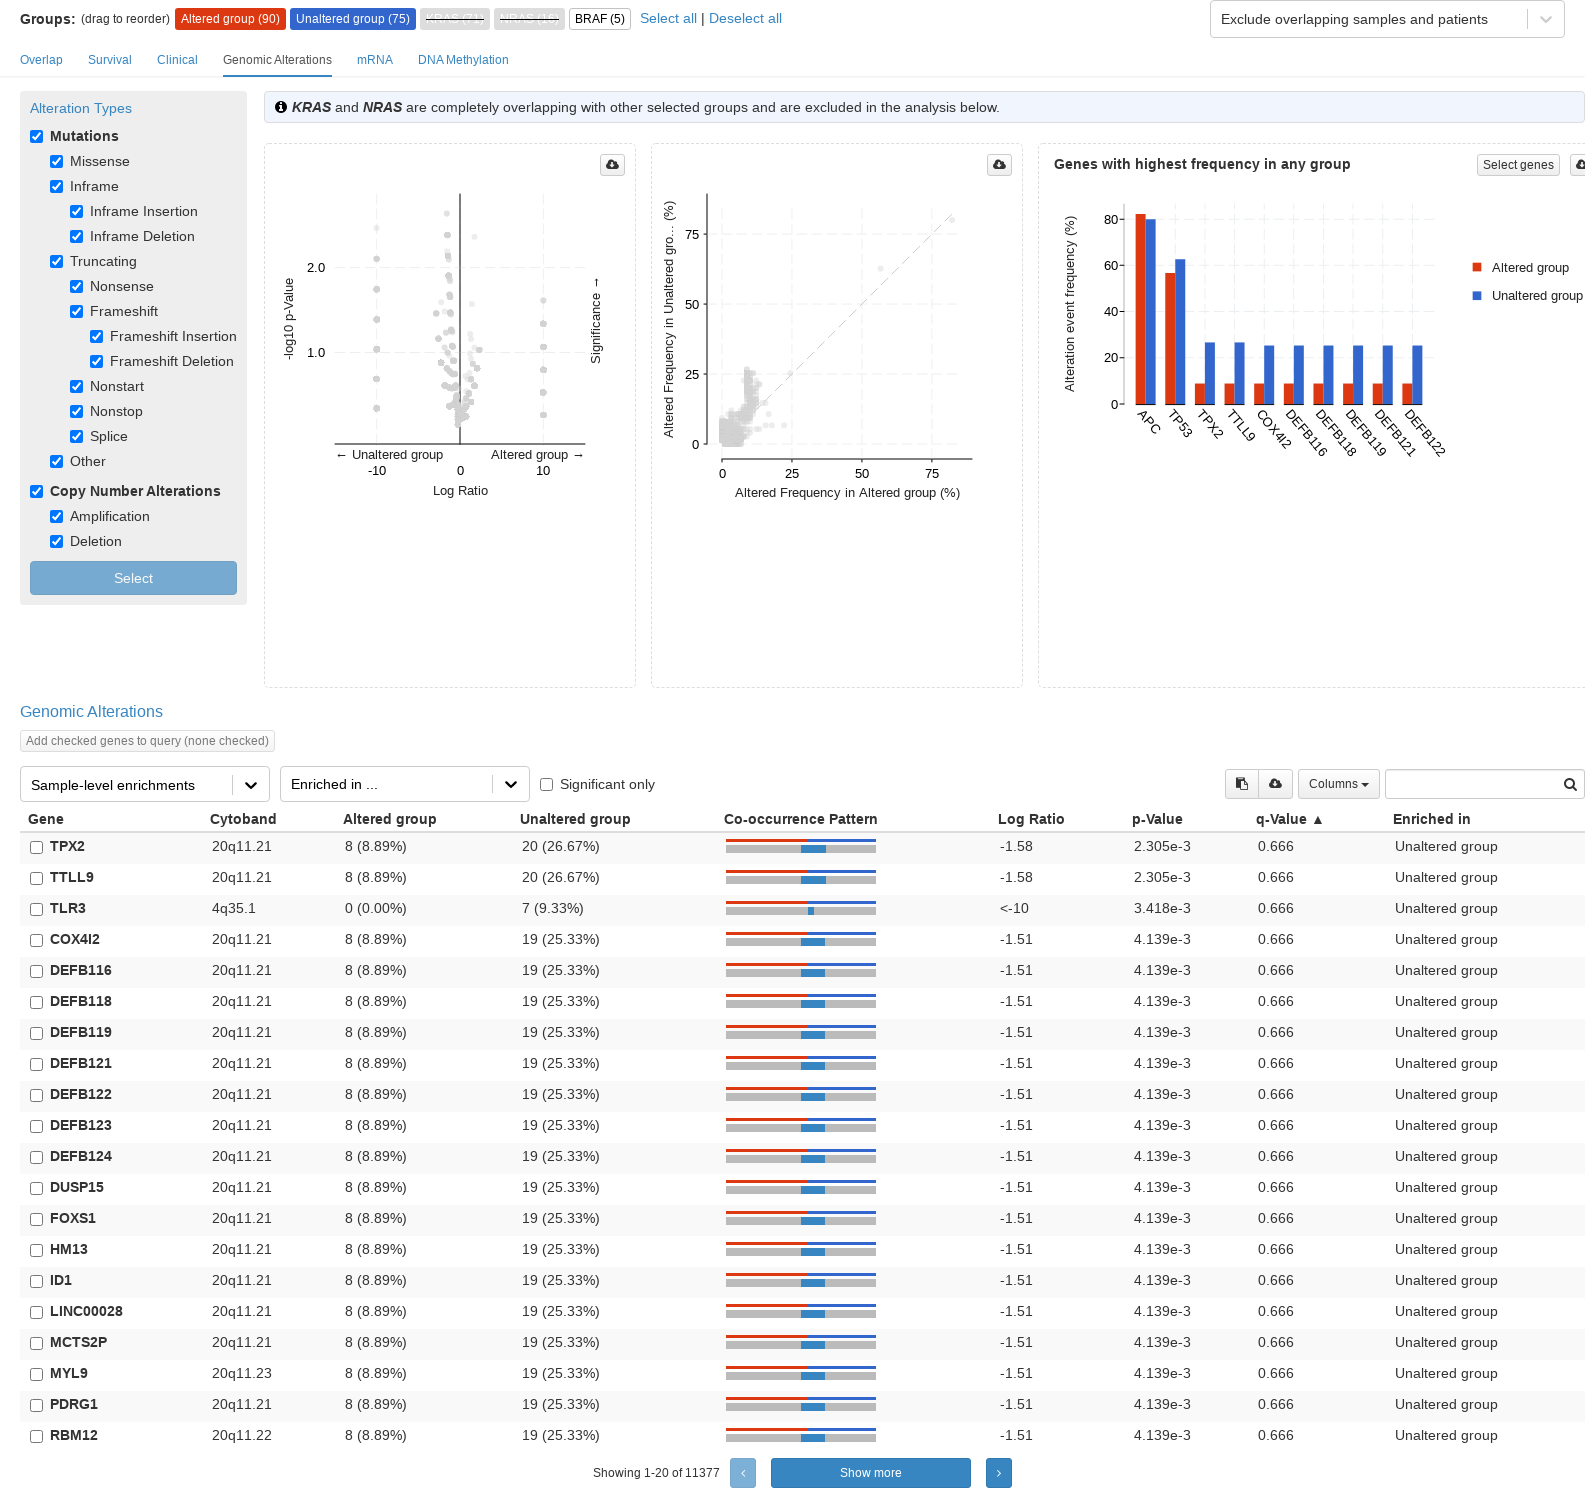 Groups: (drag to reorder) Altered group (90) Unaltered group (75) KRAS (71) NRAS (19) BRAF (5) Select all | Deselect all Exclude overlapping samples and patients
Overlap Survival Clinical Genomic Alterations mRNA DNA Methylation
Alteration Types
Mutations
Missense
Inframe
Inframe Insertion
Inframe Deletion
Truncating
Nonsense
Frameshift
Frameshift Insertion
Frameshift Deletion
Nonstart
Nonstop
Splice
Other
Copy Number Alterations
Amplification
Deletion
Select
KRAS and NRAS are completely overlapping with other selected groups and are excluded in the analysis below.
2.0
1.0
-log10 p-Value
Significance →
← Unaltered group Altered group →
-10 0 10
Log Ratio
75
50
25
0
Altered Frequency in Unaltered gro... (%)
0 25 50 75
Altered Frequency in Altered group (%)
Genes with highest frequency in any group Select genes
80
60
40
20
0
Alteration event frequency (%)
APC TP53 TPX2 TTLL9 COX4I2 DEFB116 DEFB118 DEFB119 DEFB121 DEFB122
Altered group
Unaltered group
Genomic Alterations
Add checked genes to query (none checked)
Sample-level enrichments Enriched in ... Significant only Columns
Gene Cytoband Altered group Unaltered group Co-occurrence Pattern Log Ratio p-Value q-Value ▲ Enriched in
TPX2 20q11.21 8 (8.89%) 20 (26.67%) -1.58 2.305e-3 0.666 Unaltered group
TTLL9 20q11.21 8 (8.89%) 20 (26.67%) -1.58 2.305e-3 0.666 Unaltered group
TLR3 4q35.1 0 (0.00%) 7 (9.33%) <-10 3.418e-3 0.666 Unaltered group
COX4I2 20q11.21 8 (8.89%) 19 (25.33%) -1.51 4.139e-3 0.666 Unaltered group
DEFB116 20q11.21 8 (8.89%) 19 (25.33%) -1.51 4.139e-3 0.666 Unaltered group
DEFB118 20q11.21 8 (8.89%) 19 (25.33%) -1.51 4.139e-3 0.666 Unaltered group
DEFB119 20q11.21 8 (8.89%) 19 (25.33%) -1.51 4.139e-3 0.666 Unaltered group
DEFB121 20q11.21 8 (8.89%) 19 (25.33%) -1.51 4.139e-3 0.666 Unaltered group
DEFB122 20q11.21 8 (8.89%) 19 (25.33%) -1.51 4.139e-3 0.666 Unaltered group
DEFB123 20q11.21 8 (8.89%) 19 (25.33%) -1.51 4.139e-3 0.666 Unaltered group
DEFB124 20q11.21 8 (8.89%) 19 (25.33%) -1.51 4.139e-3 0.666 Unaltered group
DUSP15 20q11.21 8 (8.89%) 19 (25.33%) -1.51 4.139e-3 0.666 Unaltered group
FOXS1 20q11.21 8 (8.89%) 19 (25.33%) -1.51 4.139e-3 0.666 Unaltered group
HM13 20q11.21 8 (8.89%) 19 (25.33%) -1.51 4.139e-3 0.666 Unaltered group
ID1 20q11.21 8 (8.89%) 19 (25.33%) -1.51 4.139e-3 0.666 Unaltered group
LINC00028 20q11.21 8 (8.89%) 19 (25.33%) -1.51 4.139e-3 0.666 Unaltered group
MCTS2P 20q11.21 8 (8.89%) 19 (25.33%) -1.51 4.139e-3 0.666 Unaltered group
MYL9 20q11.23 8 (8.89%) 19 (25.33%) -1.51 4.139e-3 0.666 Unaltered group
PDRG1 20q11.21 8 (8.89%) 19 (25.33%) -1.51 4.139e-3 0.666 Unaltered group
RBM12 20q11.22 8 (8.89%) 19 (25.33%) -1.51 4.139e-3 0.666 Unaltered group
Showing 1-20 of 11377 ‹ Show more ›